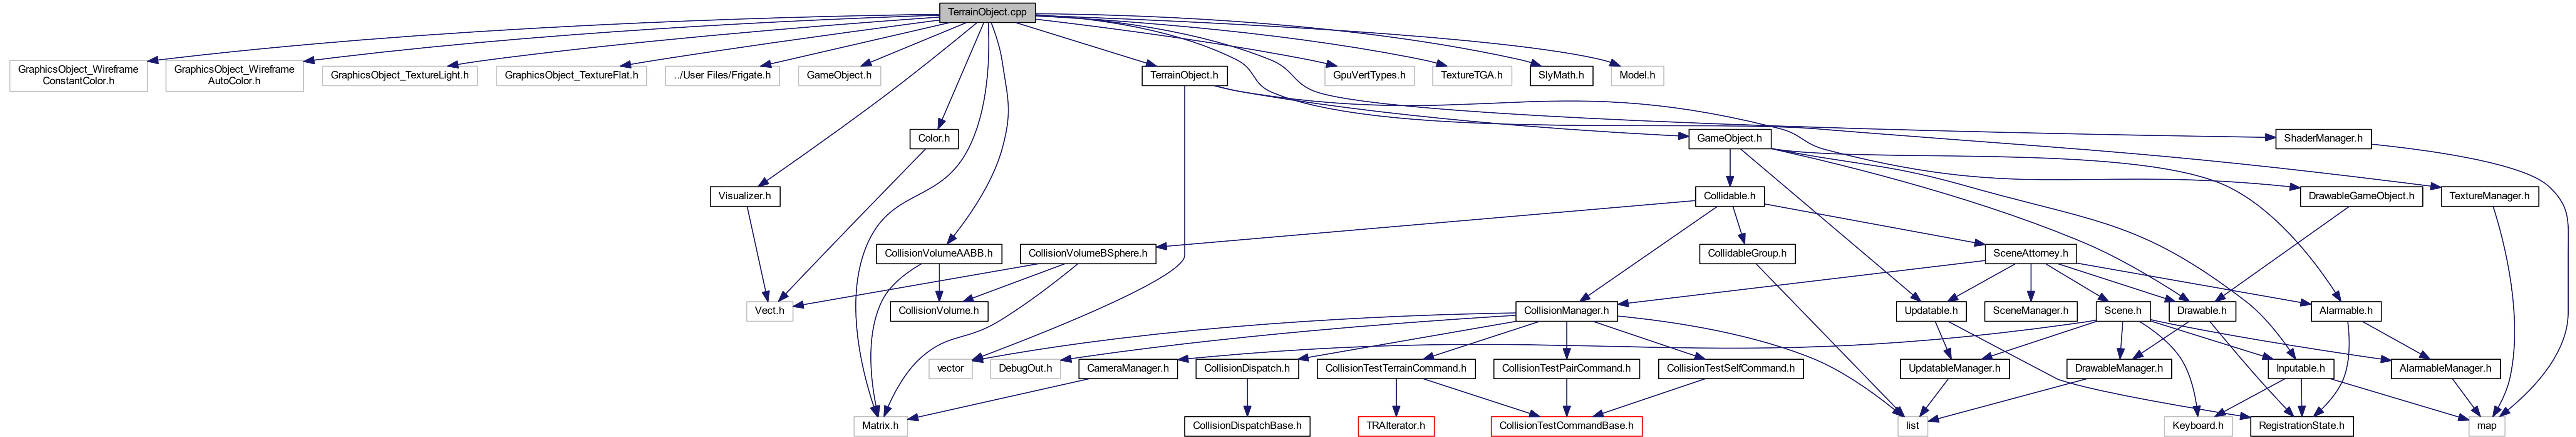 TerrainObject.cpp
GraphicsObject_Wireframe
ConstantColor.h
GraphicsObject_Wireframe
AutoColor.h
GraphicsObject_TextureLight.h
GraphicsObject_TextureFlat.h
../User Files/Frigate.h
GameObject.h
TerrainObject.h
GpuVertTypes.h
TextureTGA.h
SlyMath.h
Model.h
Color.h
GameObject.h
ShaderManager.h
Visualizer.h
Collidable.h
DrawableGameObject.h
TextureManager.h
CollisionVolumeAABB.h
CollisionVolumeBSphere.h
CollidableGroup.h
SceneAttorney.h
Vect.h
CollisionVolume.h
CollisionManager.h
Updatable.h
SceneManager.h
Scene.h
Drawable.h
Alarmable.h
vector
DebugOut.h
CameraManager.h
CollisionDispatch.h
CollisionTestTerrainCommand.h
CollisionTestPairCommand.h
CollisionTestSelfCommand.h
UpdatableManager.h
DrawableManager.h
Inputable.h
AlarmableManager.h
Matrix.h
CollisionDispatchBase.h
TRAIterator.h
CollisionTestCommandBase.h
list
Keyboard.h
RegistrationState.h
map